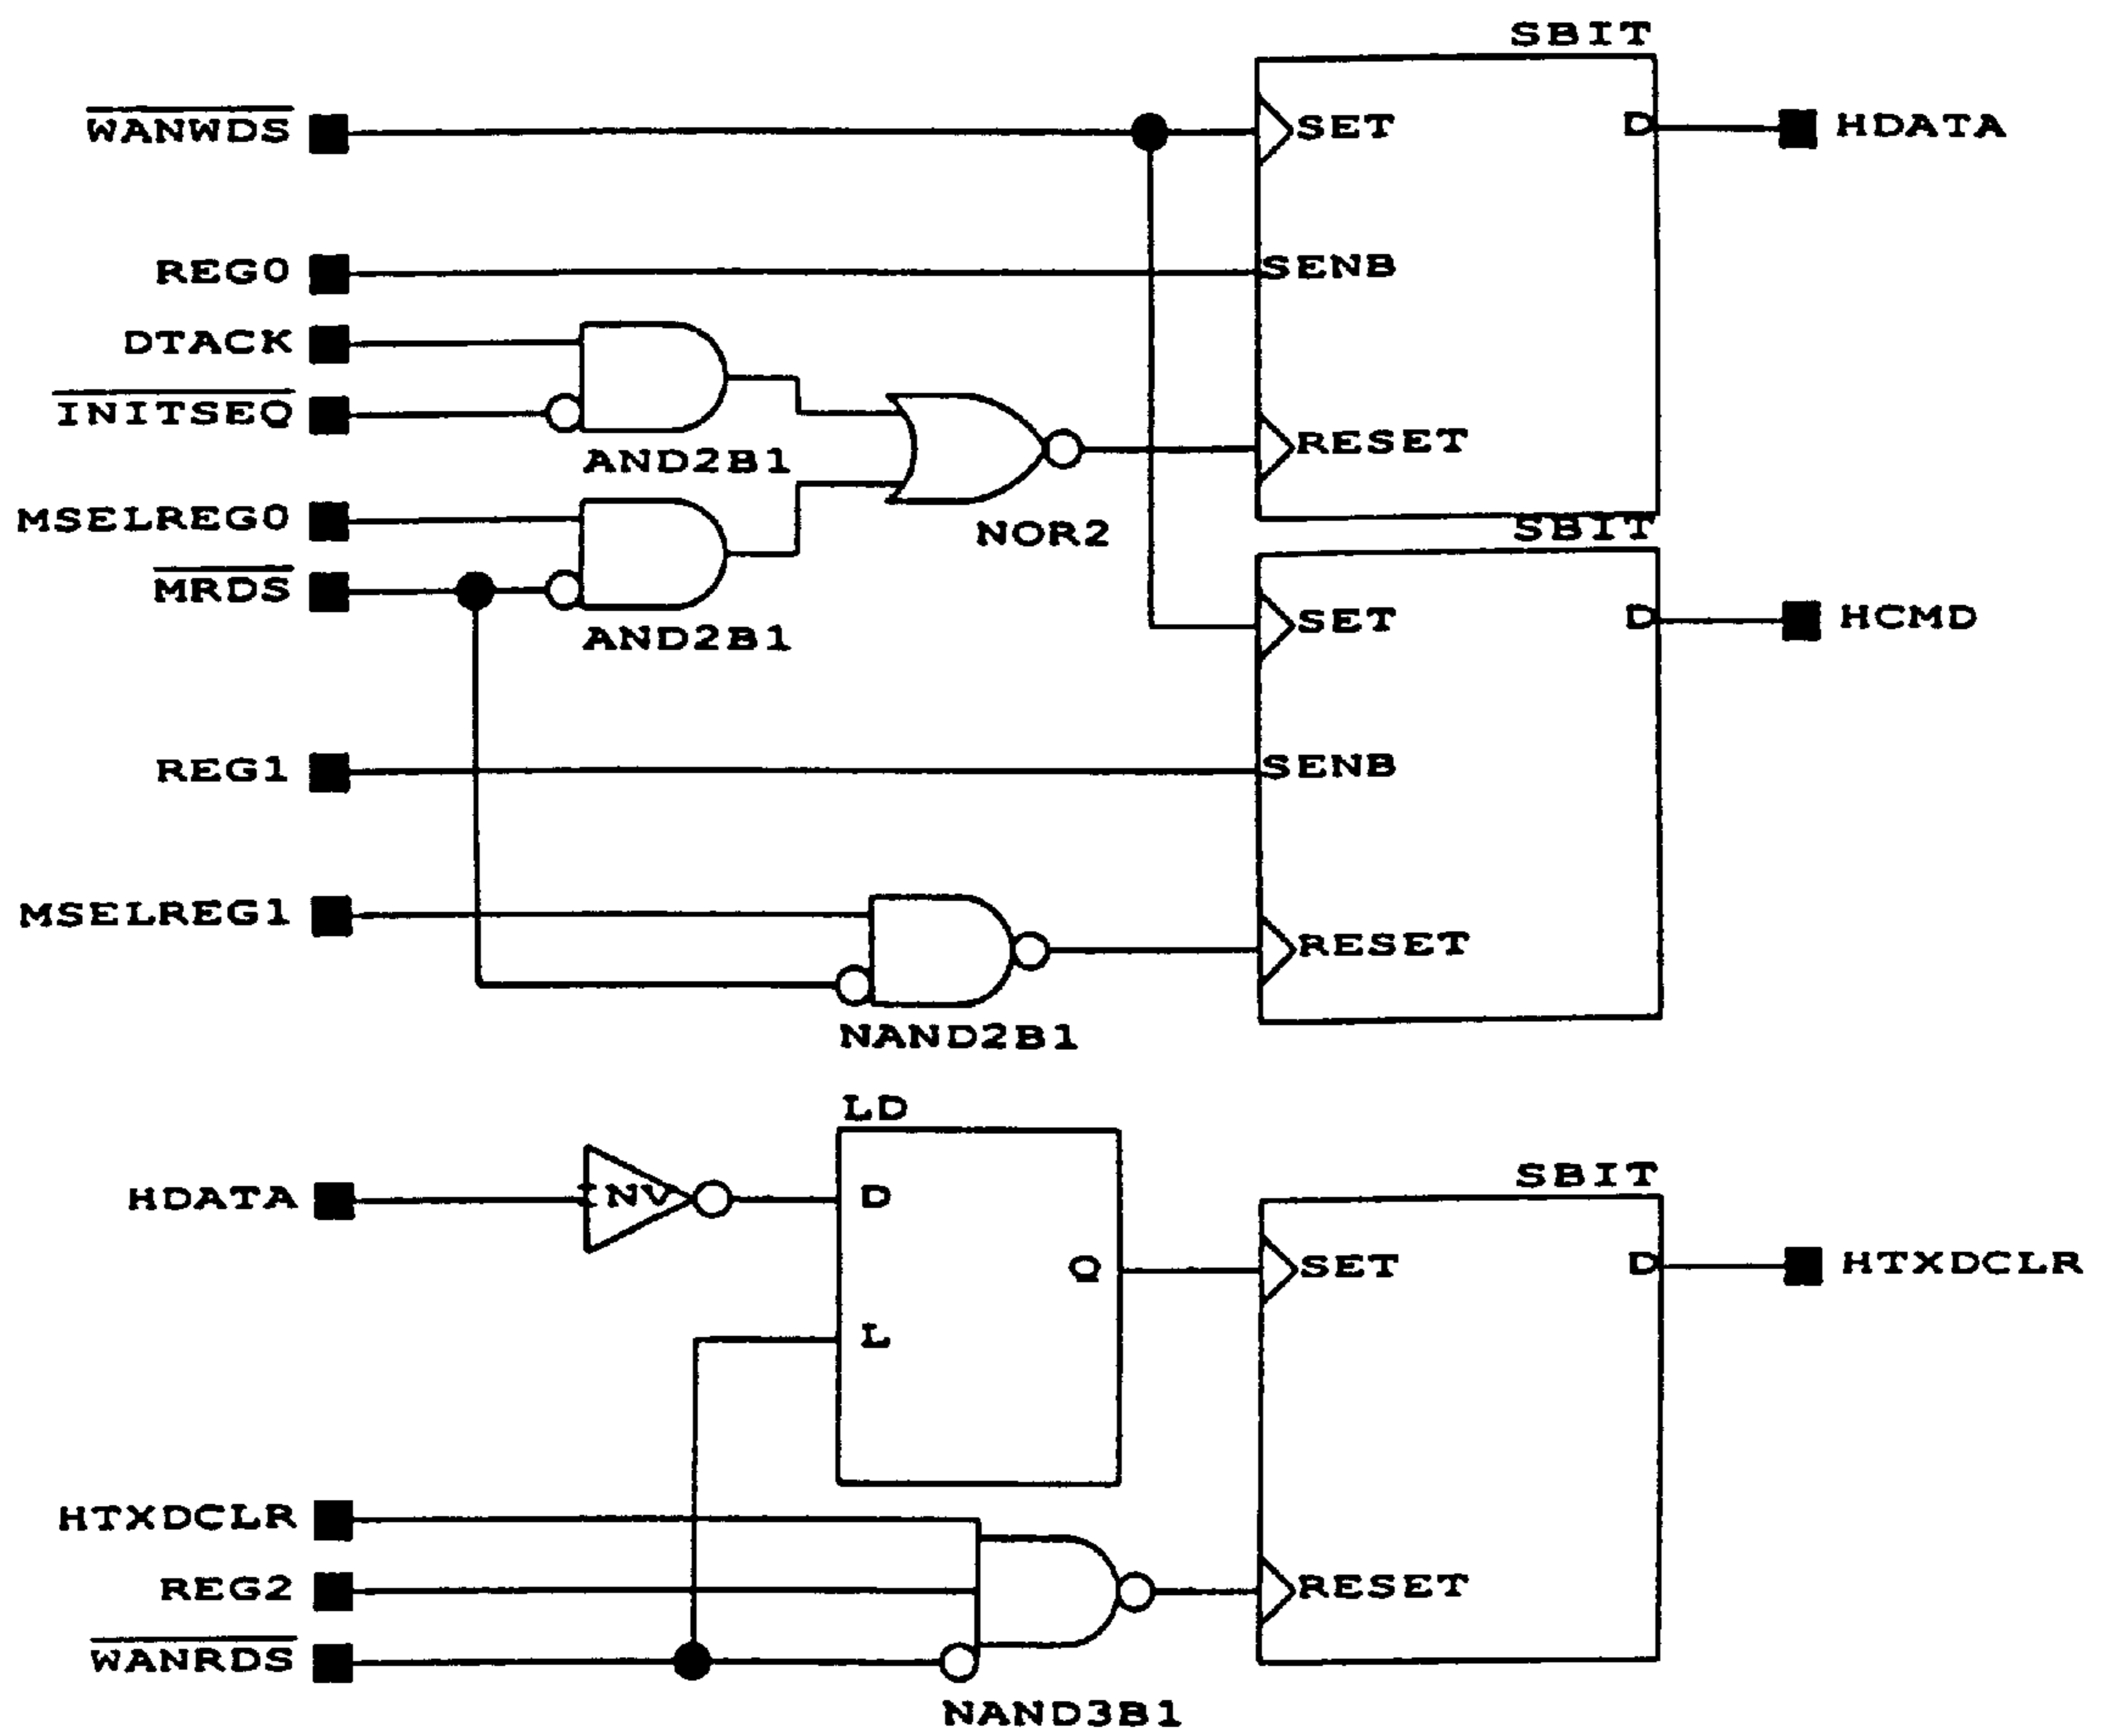 SBIT
WANWDS
SET
D
HDATA
REG0
SENB
DTACK
INITSEQ
AND2B1
RESET
MSELREG0
NOR2
SBIT
MRDS
AND2B1
SET
D
HCMD
REG1
SENB
MSELREG1
RESET
NAND2B1
LD
SBIT
HDATA
INV
D
Q
SET
D
HTXDCLR
L
HTXDCLR
REG2
RESET
WANRDS
NAND3B1